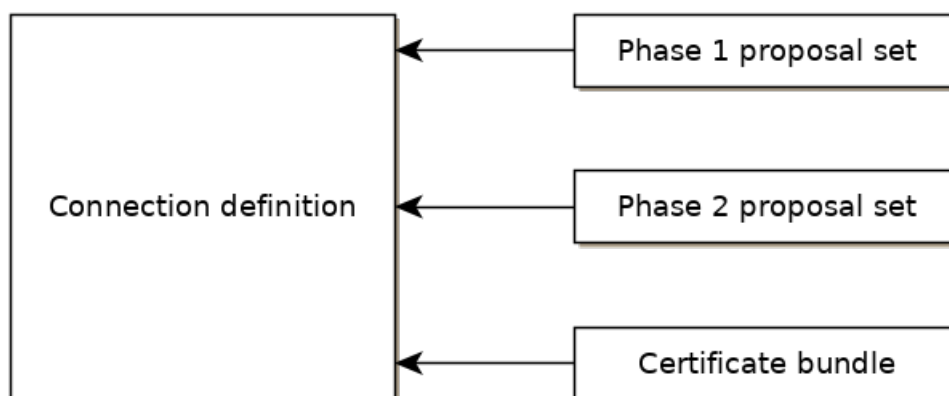 Phase 1 proposal set
Connection definition
Phase 2 proposal set
Certificate bundle